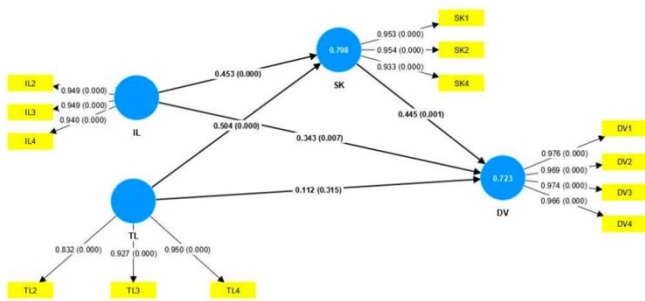 SK1
0.953 (0.000)
0.798
0.954 (0.000)
SK2
0.933 (0.000)
SK
SK4
IL2
0.949 (0.000)
0.453 (0.000)
IL3
0.949 (0.000)
0.940 (0.000)
IL4
IL
0.504 (0.000)
0.445 (0.001)
0.343 (0.007)
DV1
0.976 (0.000)
0.969 (0.000)
DV2
0.723
0.974 (0.000)
DV3
0.966 (0.000)
DV
DV4
0.112 (0.315)
TL
0.832 (0.000)
0.927 (0.000)
0.950 (0.000)
TL2
TL3
TL4